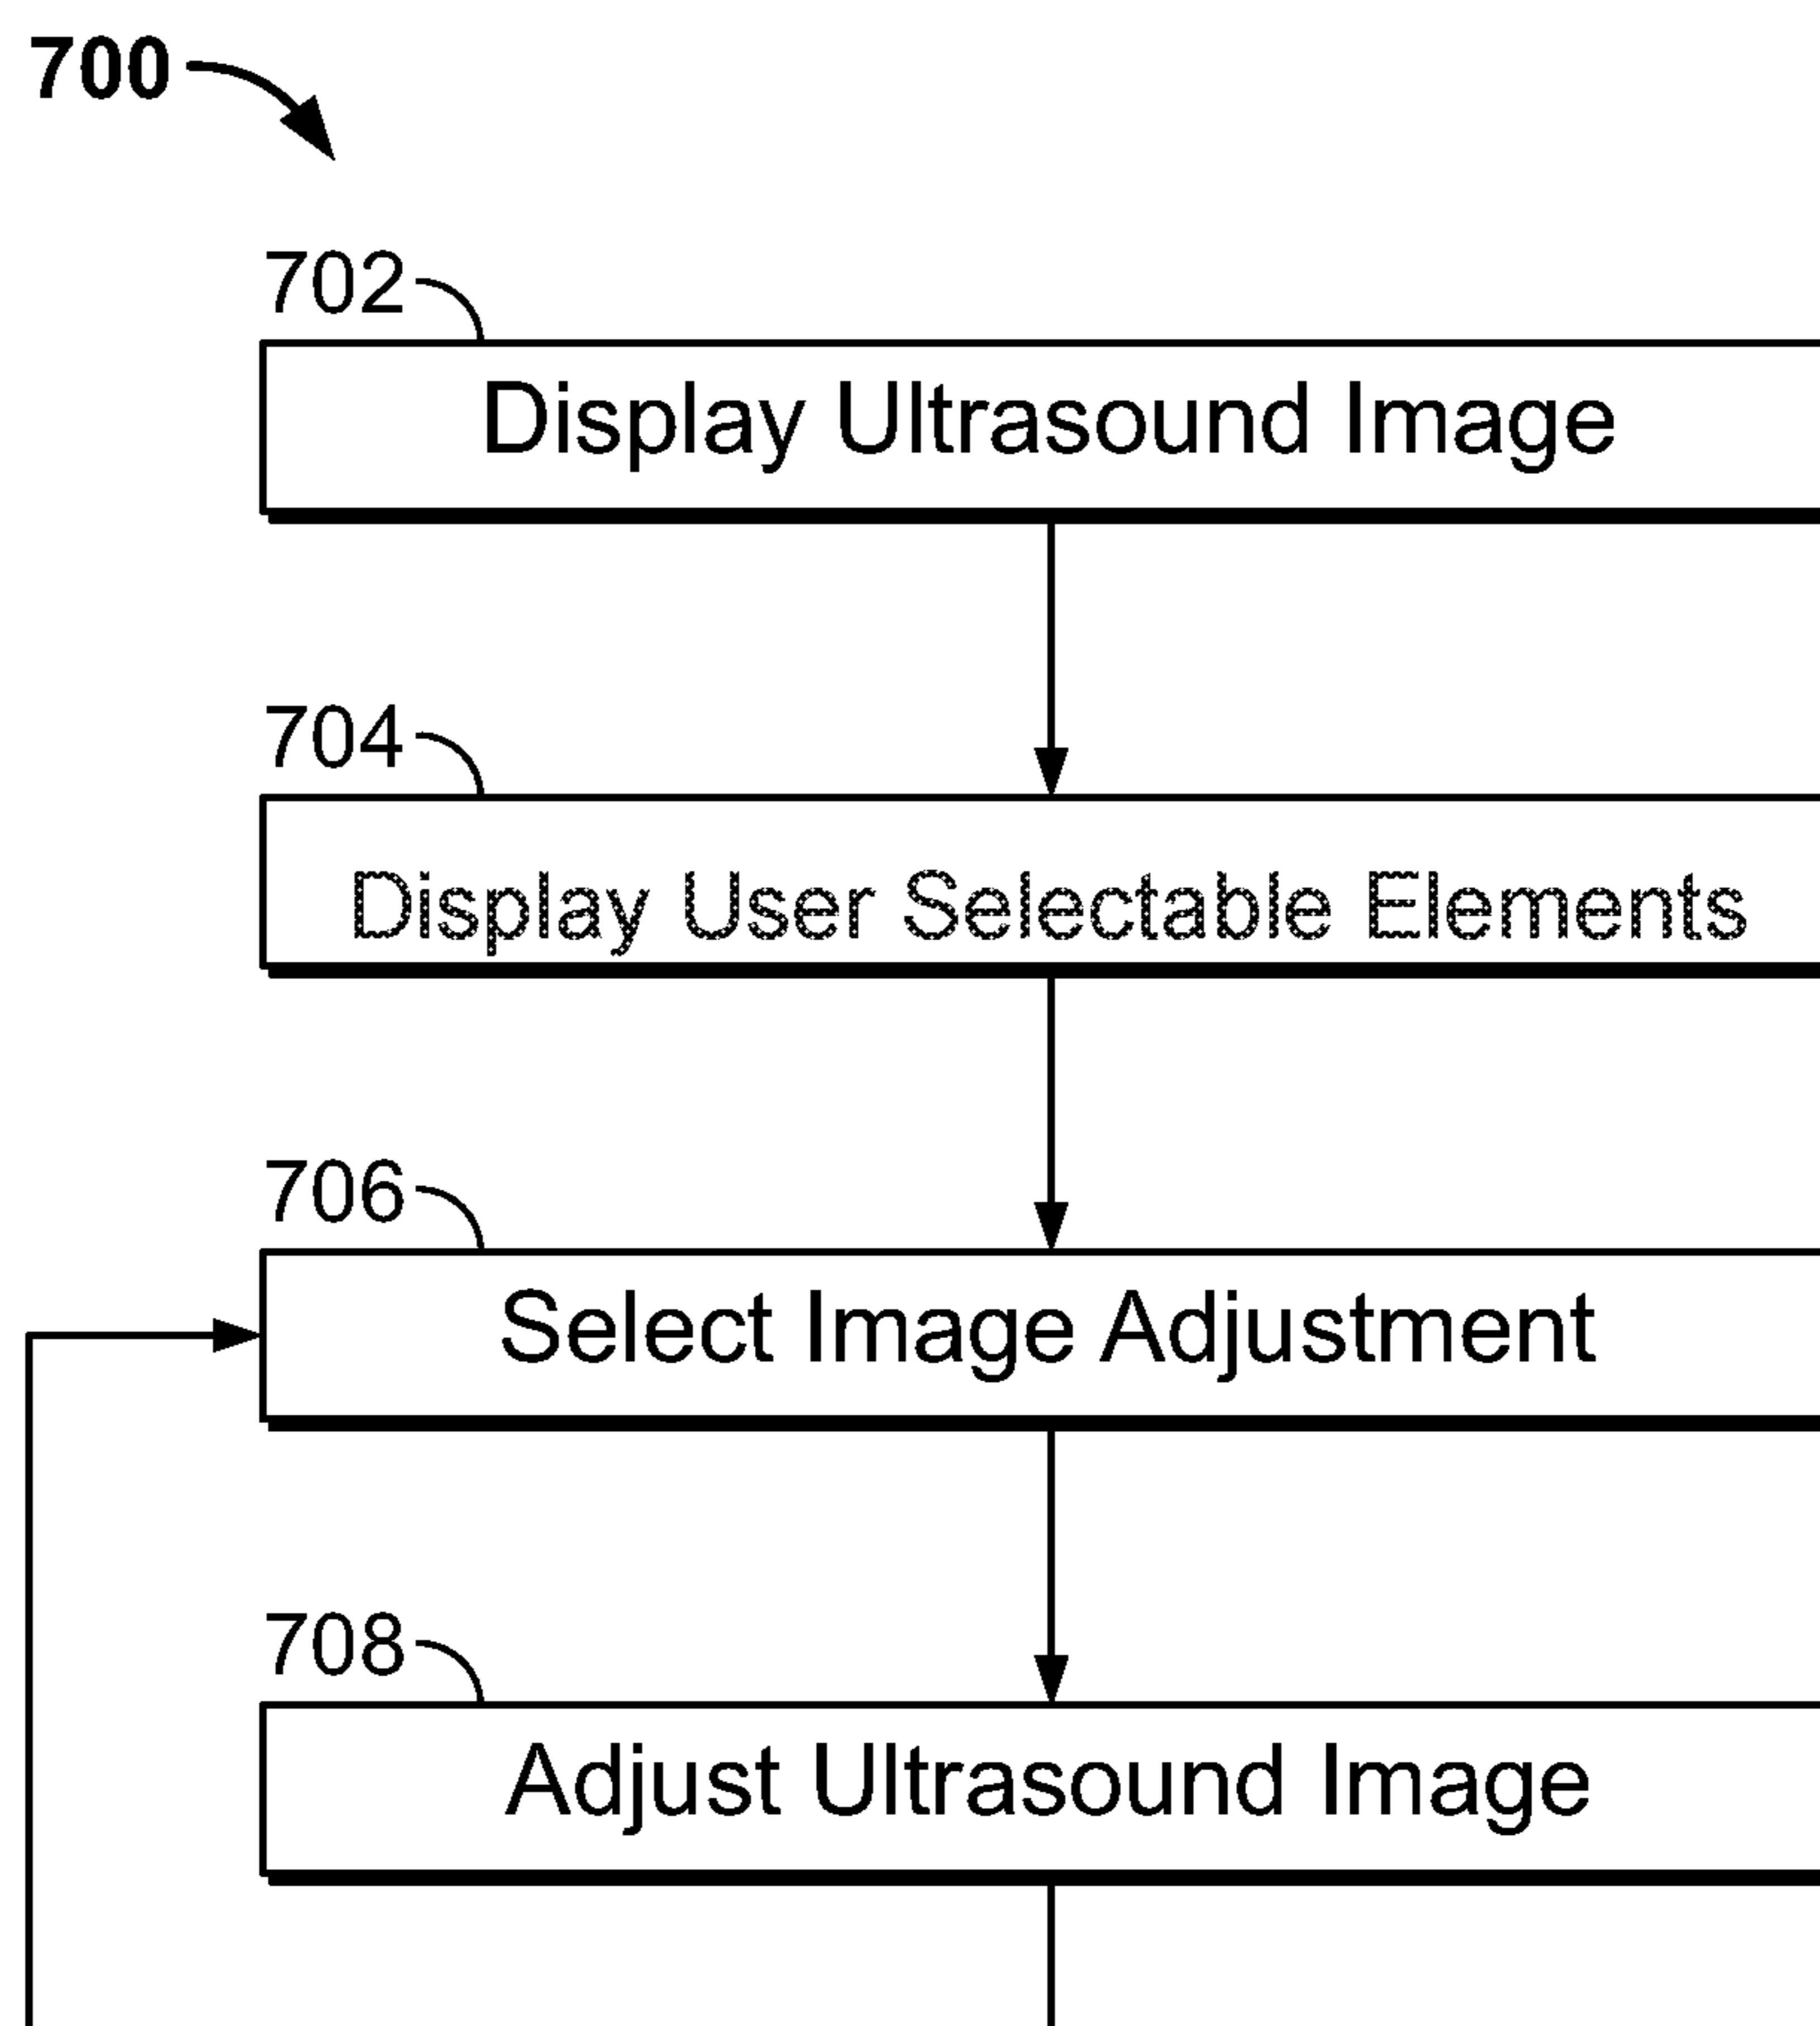 700
702
Display Ultrasound Image
704
Display User Selectable Elements
706
Select Image Adjustment
708
Adjust Ultrasound Image